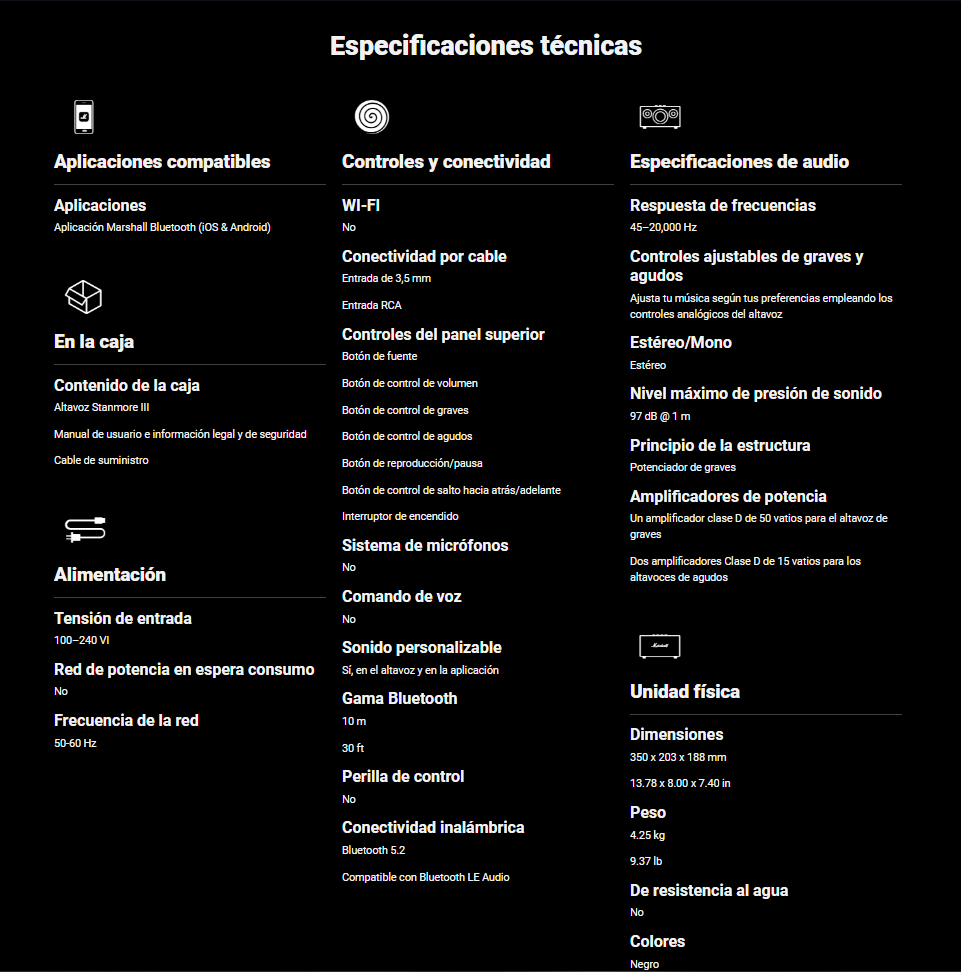 Especificaciones técnicas
Aplicaciones compatibles
Aplicaciones
Aplicación Marshall Bluetooth (iOS & Android)
En la caja
Contenido de la caja
Altavoz Stanmore III
Manual de usuario e información legal y de seguridad
Cable de suministro
Alimentación
Tensión de entrada
100–240 VI
Red de potencia en espera consumo
No
Frecuencia de la red
50-60 Hz
Controles y conectividad
WI-FI
No
Conectividad por cable
Entrada de 3,5 mm
Entrada RCA
Controles del panel superior
Botón de fuente
Botón de control de volumen
Botón de control de graves
Botón de control de agudos
Botón de reproducción/pausa
Botón de control de salto hacia atrás/adelante
Interruptor de encendido
Sistema de micrófonos
No
Comando de voz
No
Sonido personalizable
Sí, en el altavoz y en la aplicación
Gama Bluetooth
10 m
30 ft
Perilla de control
No
Conectividad inalámbrica
Bluetooth 5.2
Compatible con Bluetooth LE Audio
Especificaciones de audio
Respuesta de frecuencias
45–20,000 Hz
Controles ajustables de graves y
agudos
Ajusta tu música según tus preferencias empleando los
controles analógicos del altavoz
Estéreo/Mono
Estéreo
Nivel máximo de presión de sonido
97 dB @ 1 m
Principio de la estructura
Potenciador de graves
Amplificadores de potencia
Un amplificador clase D de 50 vatios para el altavoz de
graves
Dos amplificadores Clase D de 15 vatios para los
altavoces de agudos
Marshall
Unidad física
Dimensiones
350 x 203 x 188 mm
13.78 x 8.00 x 7.40 in
Peso
4.25 kg
9.37 lb
De resistencia al agua
No
Colores
Negro